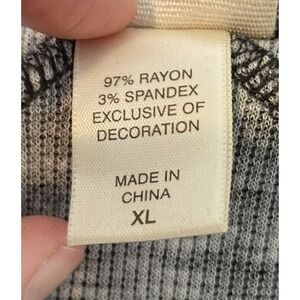 97% RAYON
3% SPANDEX
EXCLUSIVE OF
DECORATION
MADE IN
CHINA
XL